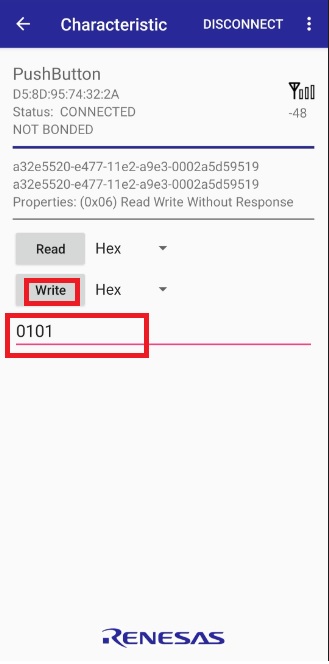 Characteristic DISCONNECT
PushButton
D5:8D:95:74:32:2A
Status: CONNECTED
-48
NOT BONDED
a32e5520-e477-11e2-a9e3-0002a5d59519
a32e5520-e477-11e2-a9e3-0002a5d59519
Properties: (0x06) Read Write Without Response
Read Hex
Write Hex
0101
RENESAS